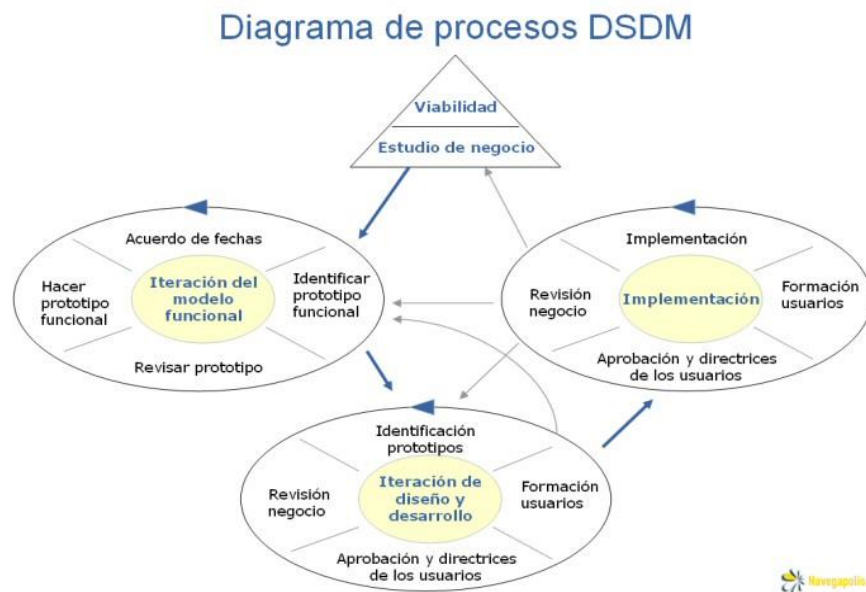 Diagrama de procesos DSDM
Viabilidad
Estudio de negocio
Acuerdo de fechas
Hacer
prototipo
funcional
Iteración del
modelo
funcional
Identificar
prototipo
funcional
Revisar prototipo
Implementación
Revisión
negocio
Implementación
Formación
usuarios
Aprobación y directrices
de los usuarios
Identificación
prototipos
Revisión
negocio
Iteración de
diseño y
desarrollo
Formación
usuarios
Aprobación y directrices
de los usuarios
Navegapolis